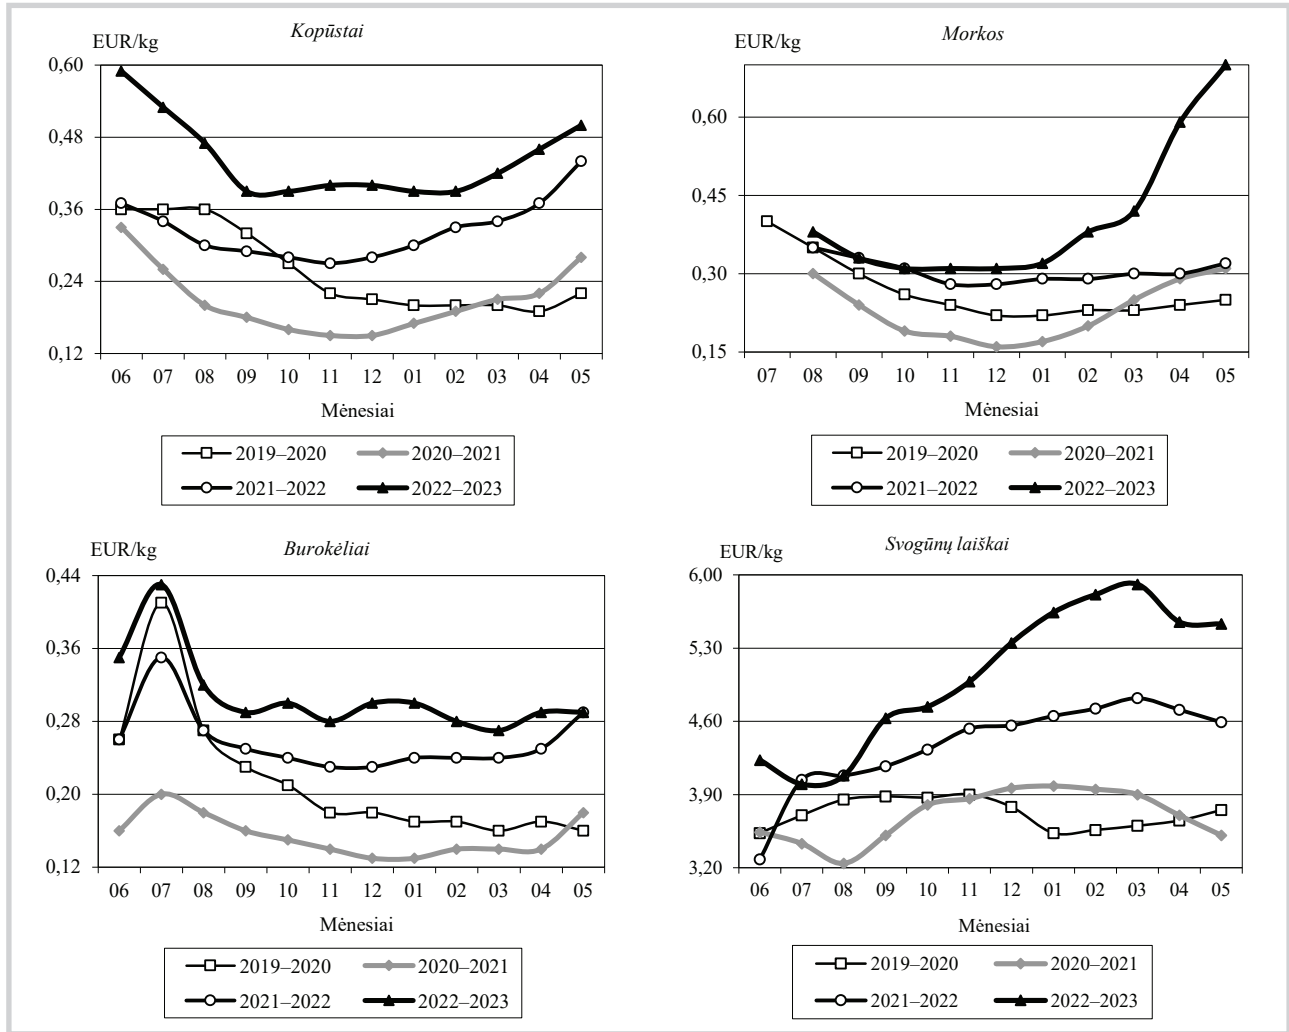 Kopūstai
EUR/kg
0,60
0,48
0,36
0,24
0,12
06 07 08 09 10 11 12 01 02 03 04 05
Mėnesiai
2019–2020 2020–2021
2021–2022 2022–2023
Morkos
EUR/kg
0,60
0,45
0,30
0,15
07 08 09 10 11 12 01 02 03 04 05
Mėnesiai
2019–2020 2020–2021
2021–2022 2022–2023
Burokėliai
EUR/kg
0,44
0,36
0,28
0,20
0,12
06 07 08 09 10 11 12 01 02 03 04 05
Mėnesiai
2019–2020 2020–2021
2021–2022 2022–2023
Svogūnų laiškai
EUR/kg
6,00
5,30
4,60
3,90
3,20
06 07 08 09 10 11 12 01 02 03 04 05
Mėnesiai
2019–2020 2020–2021
2021–2022 2022–2023